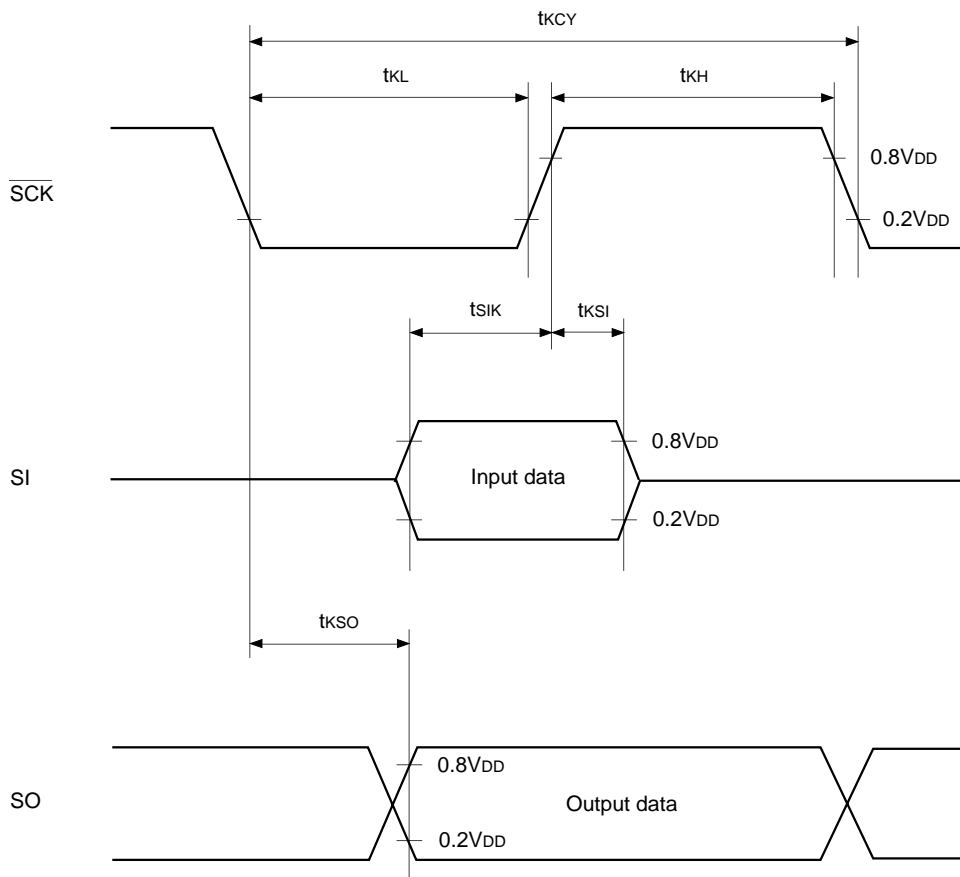 tKCY
tKL
tKH
SCK
0.8VDD
0.2VDD
tSIK
tKSI
SI
Input data
0.8VDD
0.2VDD
tKSO
SO
0.8VDD
Output data
0.2VDD